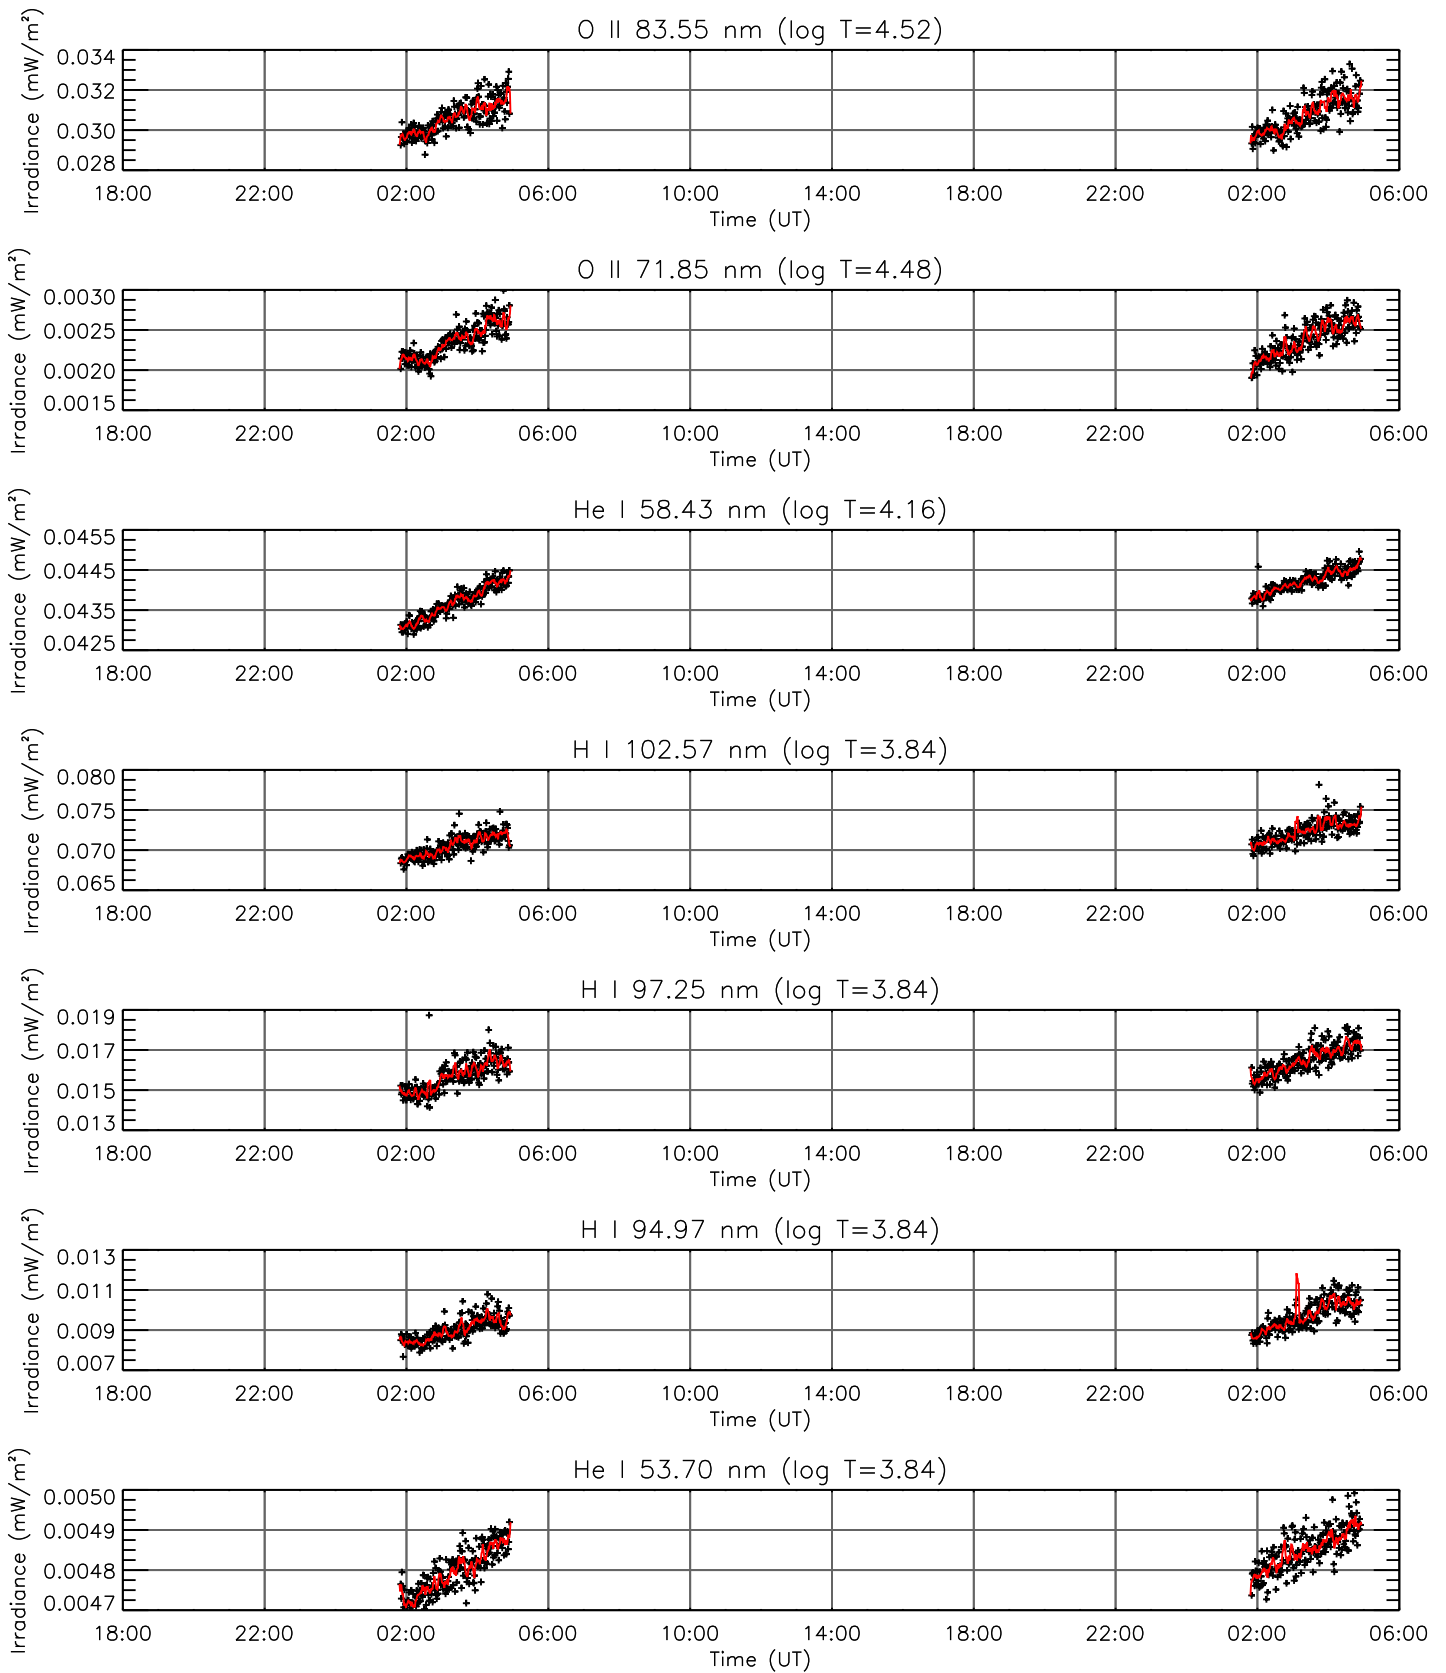 O II 83.55 nm (log T=4.52)
Irradiance (mW/m²)
0.034
0.032
0.030
0.028
18:00 22:00 02:00 06:00 10:00 14:00 18:00 22:00 02:00 06:00
Time (UT)
O II 71.85 nm (log T=4.48)
Irradiance (mW/m²)
0.0030
0.0025
0.0020
0.0015
18:00 22:00 02:00 06:00 10:00 14:00 18:00 22:00 02:00 06:00
Time (UT)
He I 58.43 nm (log T=4.16)
Irradiance (mW/m²)
0.0455
0.0445
0.0435
0.0425
18:00 22:00 02:00 06:00 10:00 14:00 18:00 22:00 02:00 06:00
Time (UT)
H I 102.57 nm (log T=3.84)
Irradiance (mW/m²)
0.080
0.075
0.070
0.065
18:00 22:00 02:00 06:00 10:00 14:00 18:00 22:00 02:00 06:00
Time (UT)
H I 97.25 nm (log T=3.84)
Irradiance (mW/m²)
0.019
0.017
0.015
0.013
18:00 22:00 02:00 06:00 10:00 14:00 18:00 22:00 02:00 06:00
Time (UT)
H I 94.97 nm (log T=3.84)
Irradiance (mW/m²)
0.013
0.011
0.009
0.007
18:00 22:00 02:00 06:00 10:00 14:00 18:00 22:00 02:00 06:00
Time (UT)
He I 53.70 nm (log T=3.84)
Irradiance (mW/m²)
0.0050
0.0049
0.0048
0.0047
18:00 22:00 02:00 06:00 10:00 14:00 18:00 22:00 02:00 06:00
Time (UT)